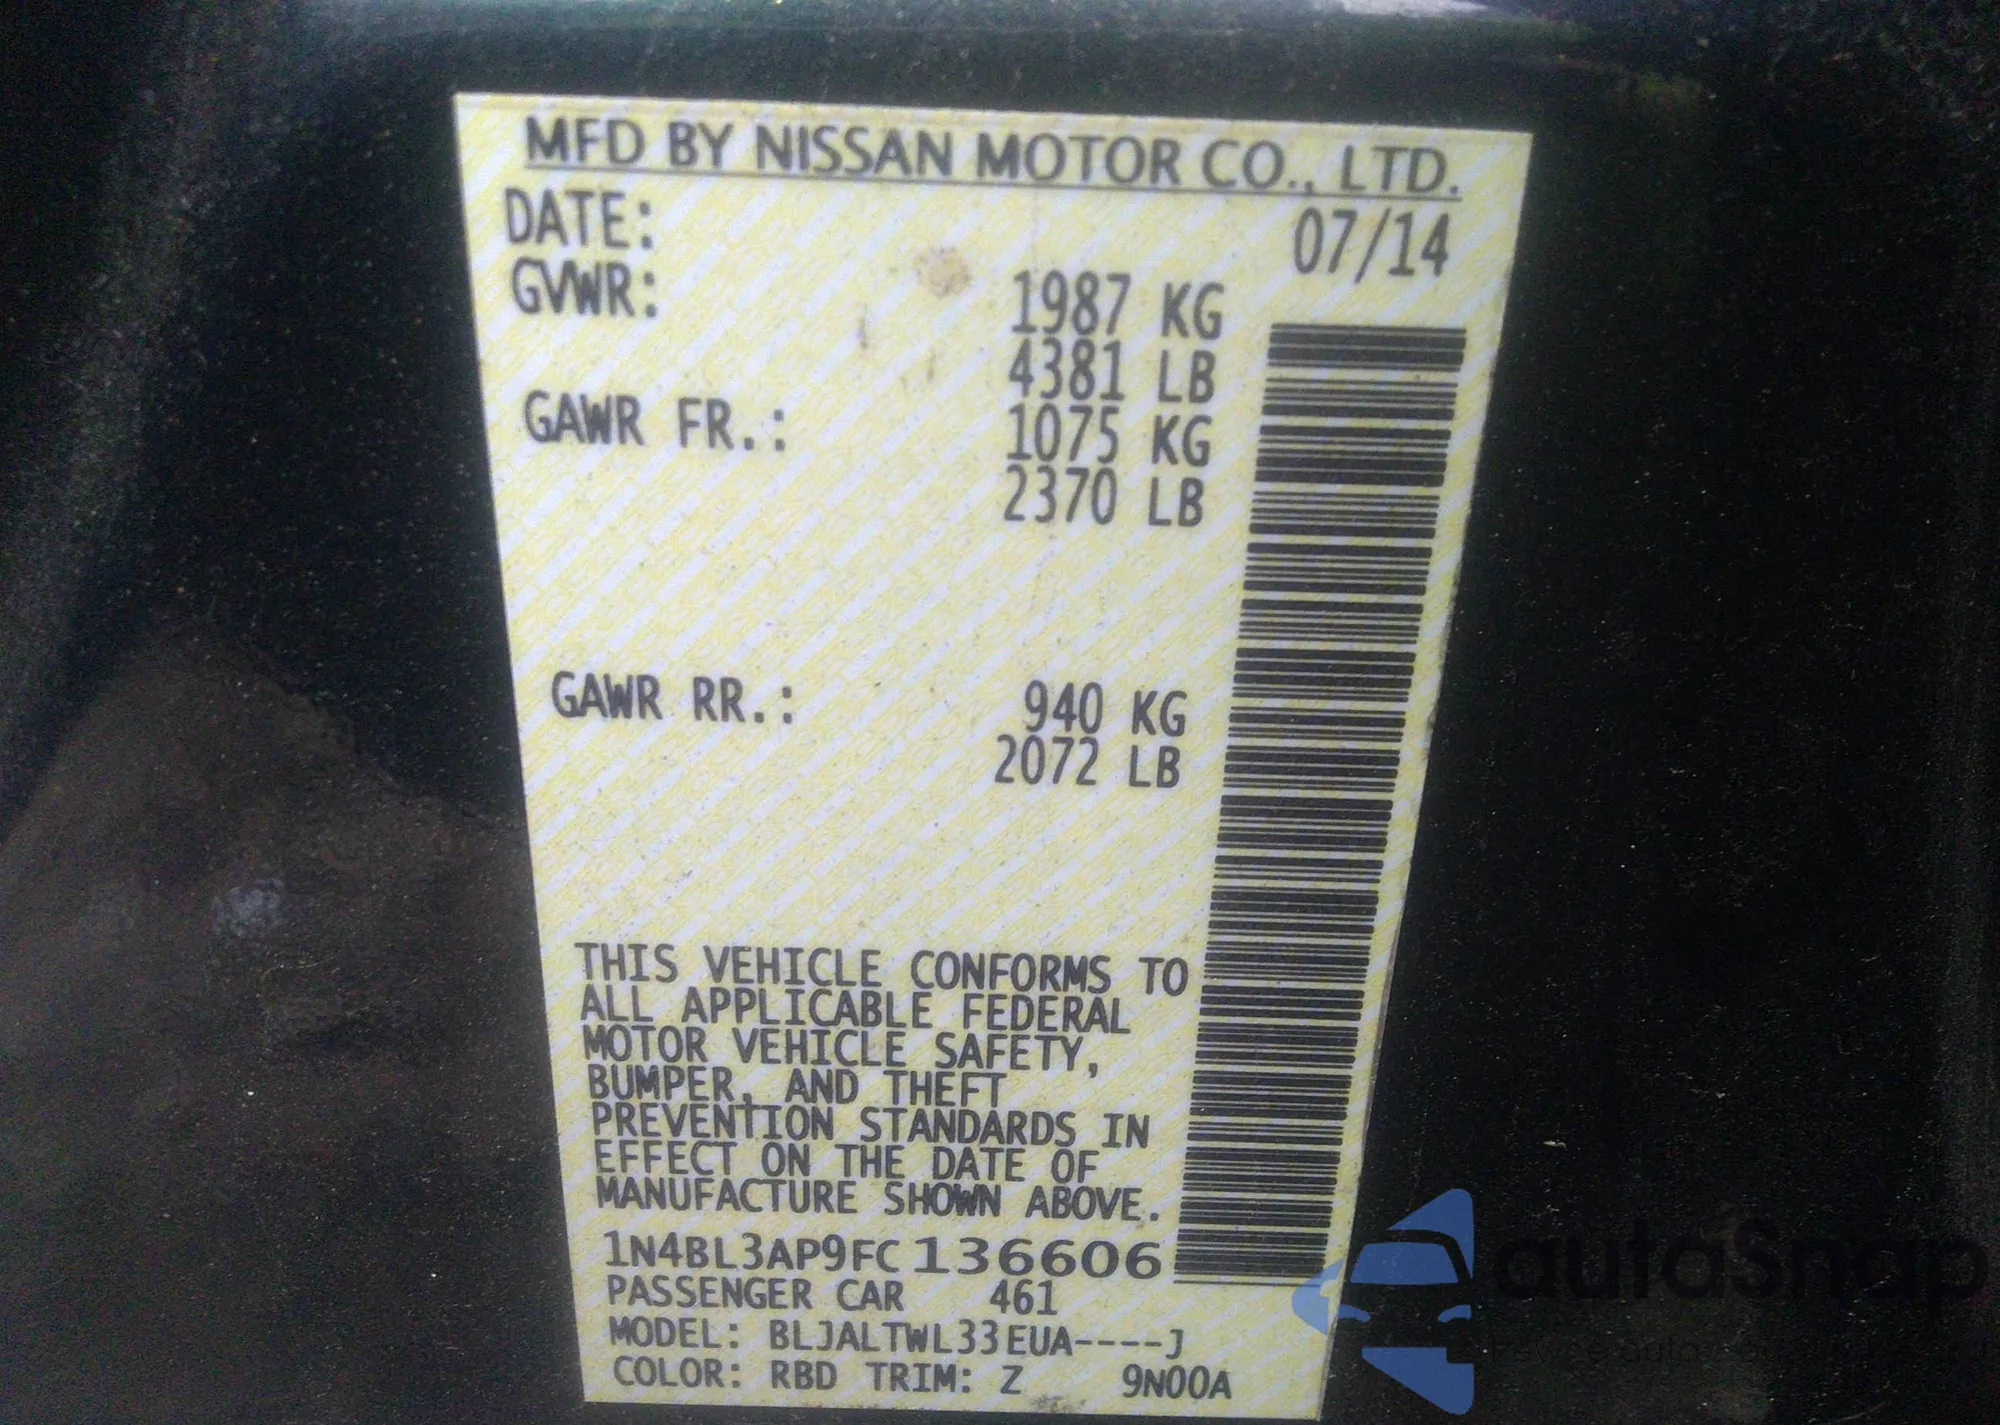 MFD BY NISSAN MOTOR CO., LTD.
DATE: 07/14
GVWR: 1987 KG
4381 LB
GAWR FR.: 1075 KG
2370 LB
GAWR RR.: 940 KG
2072 LB
THIS VEHICLE CONFORMS TO
ALL APPLICABLE FEDERAL
MOTOR VEHICLE SAFETY,
BUMPER, AND THEFT
PREVENTION STANDARDS IN
EFFECT ON THE DATE OF
MANUFACTURE SHOWN ABOVE.
1N4BL3AP9FC136606
PASSENGER CAR 461
MODEL: BLJALTWL33EUA----J
COLOR: RBD TRIM: Z 9N00A
autaSnap